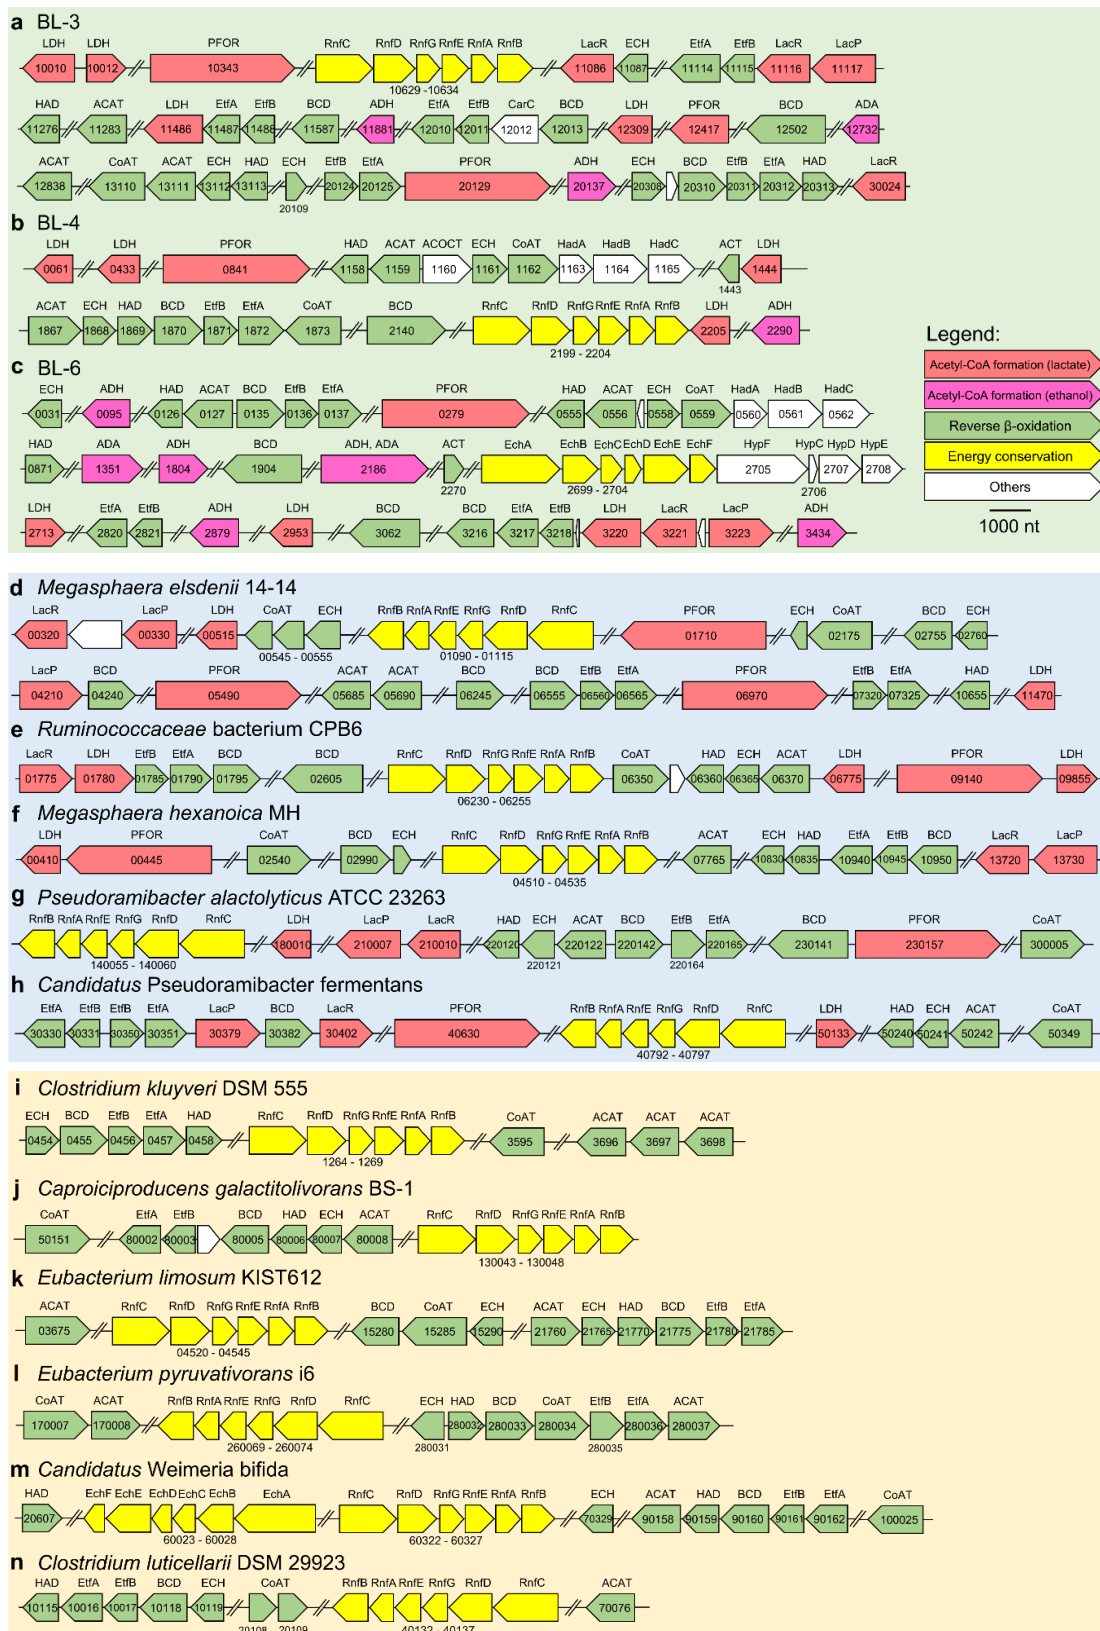 a BL-3
LDH LDH PFOR RnfC RnfD RnfG RnfE RnfA RnfB LacR ECH EtfA EtfB LacR LacP
10010 10012 10343 11086 11087 11114 11115 11116 11117
10629 -10634
HAD ACAT LDH EtfA EtfB BCD ADH EtfA EtfB CarC BCD LDH PFOR BCD ADA
11276 11283 11486 11487 11488 11587 11881 12010 12011 12012 12013 12309 12417 12502 12732
ACAT CoAT ACAT ECH HAD ECH EtfB EtfA PFOR ADH ECH BCD EtfB EtfA HAD LacR
12838 13110 13111 13112 13113 20124 20125 20129 20137 20308 20310 20311 20312 20313 30024
20109
b BL-4
LDH LDH PFOR HAD ACAT ACOCT ECH CoAT HadA HadB HadC ACT LDH
0061 0433 0841 1158 1159 1160 1161 1162 1163 1164 1165 1444
1443
ACAT ECH HAD BCD EtfB EtfA CoAT BCD RnfC RnfD RnfG RnfE RnfA RnfB LDH ADH
1867 1868 1869 1870 1871 1872 1873 2140 2205 2290
2199 - 2204
Legend:
Acetyl-CoA formation (lactate)
Acetyl-CoA formation (ethanol)
Reverse β-oxidation
Energy conservation
Others
1000 nt
c BL-6
ECH ADH HAD ACAT BCD EtfB EtfA PFOR HAD ACAT ECH CoAT HadA HadB HadC
0031 0095 0126 0127 0135 0136 0137 0279 0555 0556 0558 0559 0560 0561 0562
HAD ADA ADH BCD ADH, ADA ACT EchA EchB EchC EchD EchE EchF HypF HypC HypD HypE
0871 1351 1804 1904 2186 2705 2707 2708
2270 2699 - 2704 2706
LDH EtfA EtfB ADH LDH BCD BCD EtfA EtfB LDH LacR LacP ADH
2713 2820 2821 2879 2953 3062 3216 3217 3218 3220 3221 3223 3434
d Megasphaera elsdenii 14-14
LacR LacP LDH CoAT ECH RnfB RnfA RnfE RnfG RnfD RnfC PFOR ECH CoAT BCD ECH
00320 00330 00515 01710 02175 02755 02760
00545 - 00555 01090 - 01115
LacP BCD PFOR ACAT ACAT BCD BCD EtfB EtfA PFOR EtfB EtfA HAD LDH
04210 04240 05490 05685 05690 06245 06555 06560 06565 06970 07320 07325 10655 11470
e Ruminococcaceae bacterium CPB6
LacR LDH EtfB EtfA BCD BCD RnfC RnfD RnfG RnfE RnfA RnfB CoAT HAD ECH ACAT LDH PFOR LDH
01775 01780 01785 01790 01795 02605 06350 06360 06365 06370 06775 09140 09855
06230 - 06255
f Megasphaera hexanoica MH
LDH PFOR CoAT BCD ECH RnfC RnfD RnfG RnfE RnfA RnfB ACAT ECH HAD EtfA EtfB BCD LacR LacP
00410 00445 02540 02990 07765 10830 10835 10940 10945 10950 13720 13730
04510 - 04535
g Pseudoramibacter alactolyticus ATCC 23263
RnfB RnfA RnfE RnfG RnfD RnfC LDH LacP LacR HAD ECH ACAT BCD EtfB EtfA BCD PFOR CoAT
180010 210007 210010 220120 220122 220142 220165 230141 230157 300005
140055 - 140060 220121 220164
h Candidatus Pseudoramibacter fermentans
EtfA EtfB EtfB EtfA LacP BCD LacR PFOR RnfB RnfA RnfE RnfG RnfD RnfC LDH HAD ECH ACAT CoAT
30330 30331 30350 30351 30379 30382 30402 40630 50133 50240 50241 50242 50349
40792 - 40797
i Clostridium kluyveri DSM 555
ECH BCD EtfB EtfA HAD RnfC RnfD RnfG RnfE RnfA RnfB CoAT ACAT ACAT ACAT
0454 0455 0456 0457 0458 3595 3696 3697 3698
1264 - 1269
j Caproiciproducens galactitolivorans BS-1
CoAT EtfA EtfB BCD HAD ECH ACAT RnfC RnfD RnfG RnfE RnfA RnfB
50151 80002 80003 80005 80006 80007 80008
130043 - 130048
k Eubacterium limosum KIST612
ACAT RnfC RnfD RnfG RnfE RnfA RnfB BCD CoAT ECH ACAT ECH HAD BCD EtfB EtfA
03675 15280 15285 15290 21760 21765 21770 21775 21780 21785
04520 - 04545
l Eubacterium pyruvativorans i6
CoAT ACAT RnfB RnfA RnfE RnfG RnfD RnfC ECH HAD BCD CoAT EtfB EtfA ACAT
170007 170008 280032 280033 280034 280036 280037
260069 - 260074 280031 280035
m Candidatus Weimeria bifida
HAD EchF EchE EchD EchC EchB EchA RnfC RnfD RnfG RnfE RnfA RnfB ECH ACAT HAD BCD EtfB EtfA CoAT
20607 70329 90158 90159 90160 90161 90162 100025
60023 - 60028 60322 - 60327
n Clostridium luticellarii DSM 29923
HAD EtfA EtfB BCD ECH CoAT RnfB RnfA RnfE RnfG RnfD RnfC ACAT
10115 10016 10017 10118 10119 70076
20108 20109 40132 - 40137